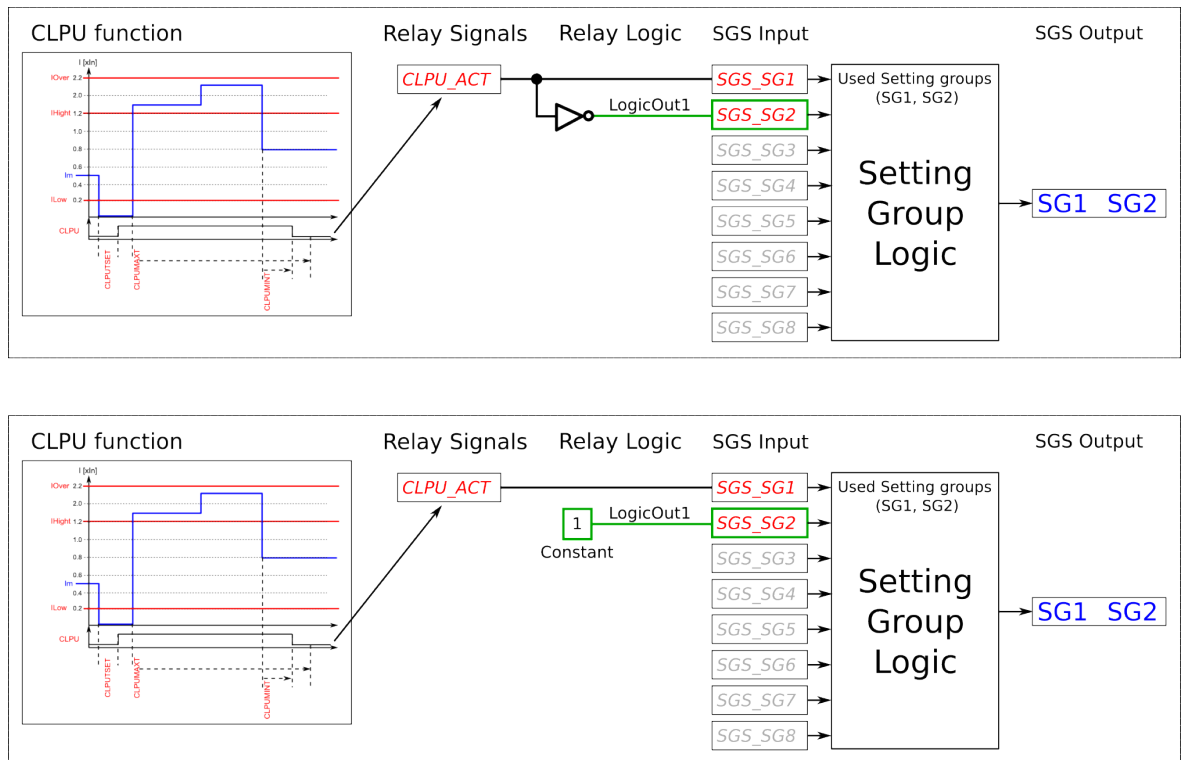 CLPU function
Relay Signals
Relay Logic
SGS Input
SGS Output
I [xIn]
IOver 2.2
2.0
IHight 1.2
1,0
0.8
0.6
Im
0.4
ILow 0.2
CLPU
CLPUTSET
CLPUMAXT
CLPUMINT
CLPU_ACT
LogicOut1
SGS_SG1
SGS_SG2
SGS_SG3
SGS_SG4
SGS_SG5
SGS_SG6
SGS_SG7
SGS_SG8
Used Setting groups
(SG1, SG2)
Setting
Group
Logic
SG1 SG2
CLPU function
Relay Signals
Relay Logic
SGS Input
SGS Output
I [xIn]
IOver 2.2
2.0
IHight 1.2
1.0
0.8
0.6
Im
0.4
ILow 0.2
CLPU
CLPUTSET
CLPUMAXT
CLPUMINT
CLPU_ACT
1
LogicOut1
Constant
SGS_SG1
SGS_SG2
SGS_SG3
SGS_SG4
SGS_SG5
SGS_SG6
SGS_SG7
SGS_SG8
Used Setting groups
(SG1, SG2)
Setting
Group
Logic
SG1 SG2